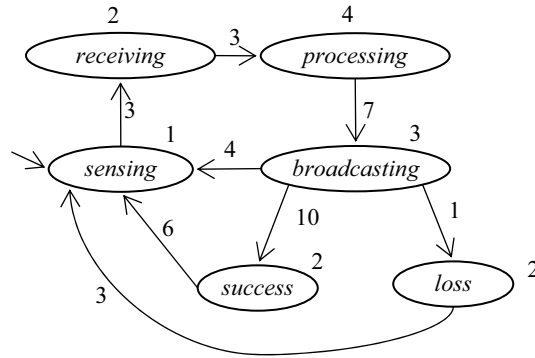 2 4
receiving 3 processing
3 7
1 3
sensing 4 broadcasting
10 1
6
2 2
success loss
3